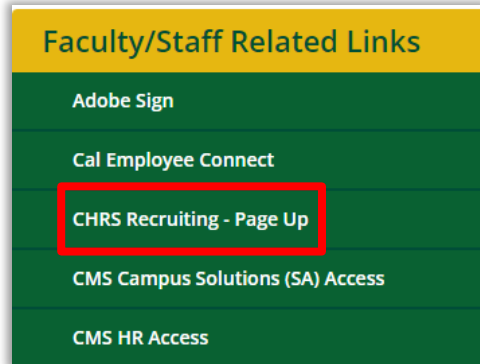 Faculty/Staff Related Links
Adobe Sign
Cal Employee Connect
CHRS Recruiting - Page Up
CMS Campus Solutions (SA) Access
CMS HR Access